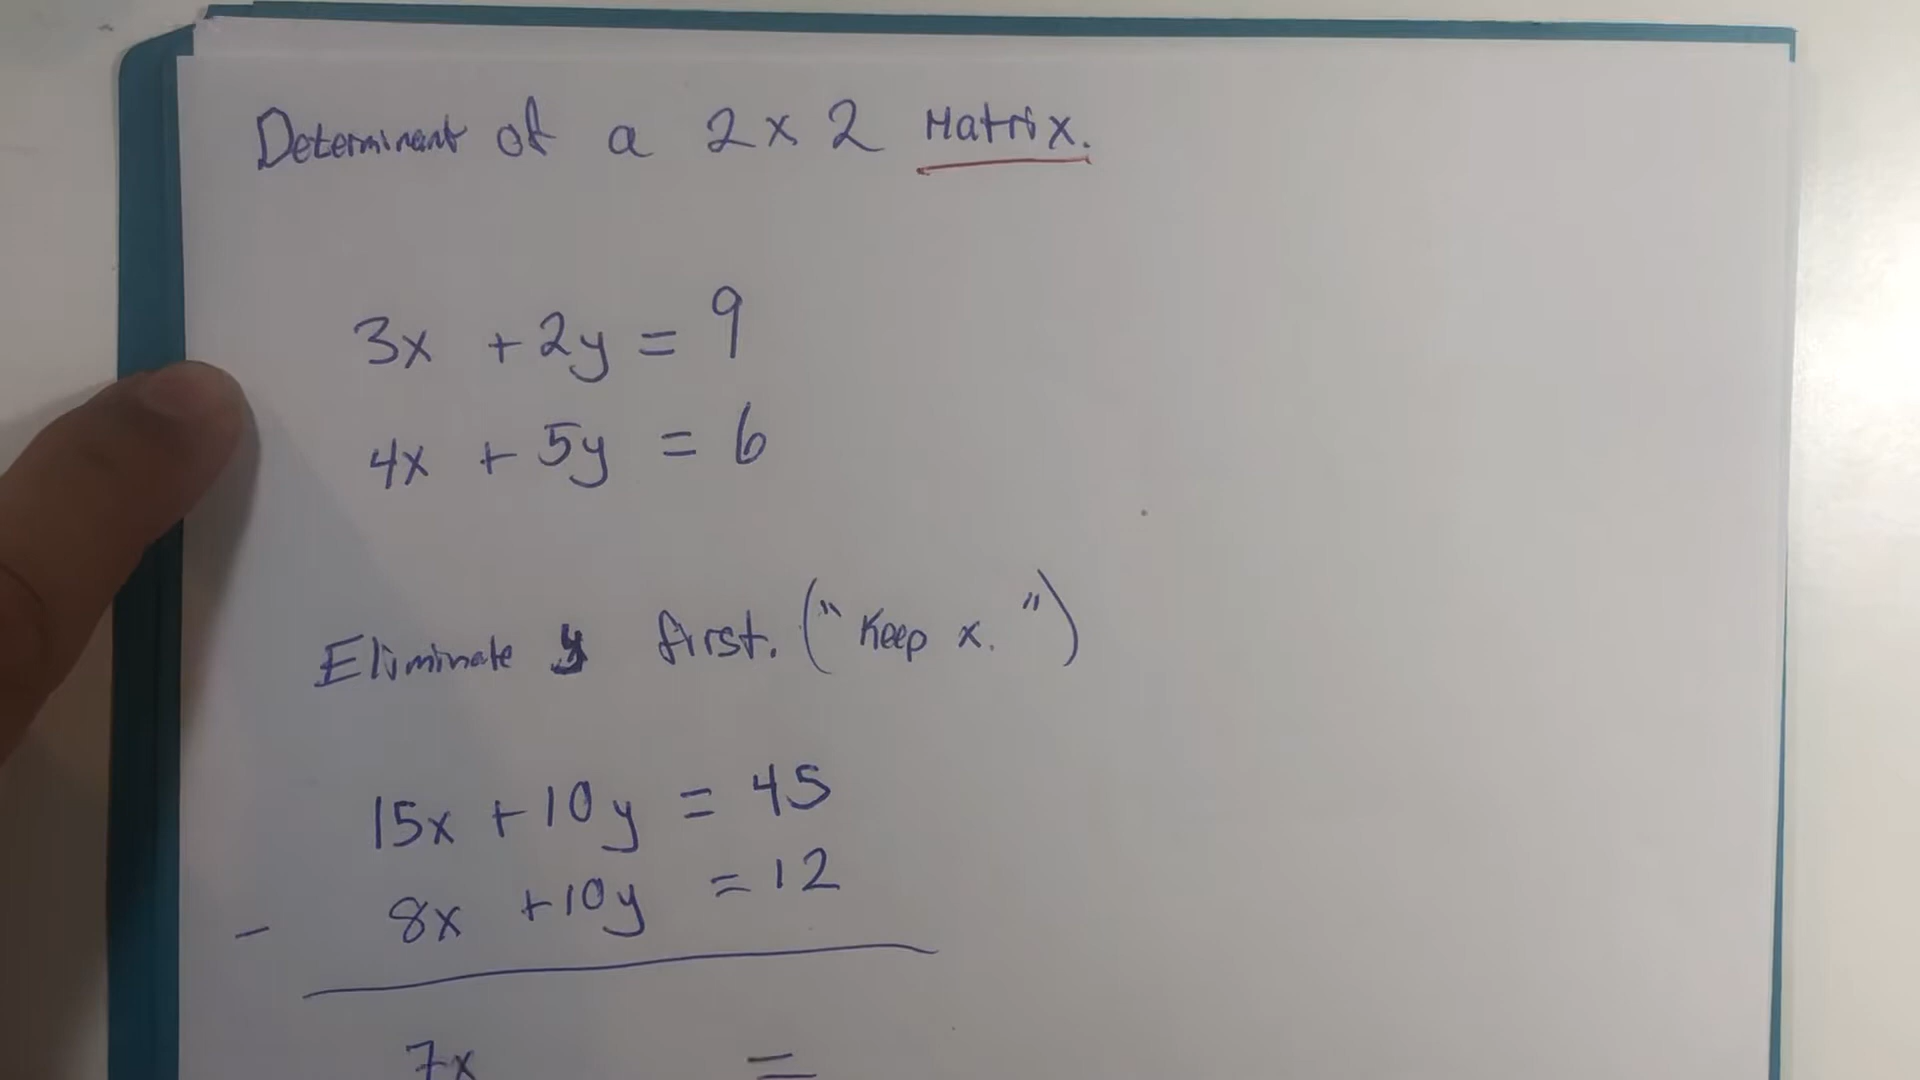 Determinant of a 2x2 Matrix.
3x + 2y = 9
4x + 5y = 6
Eliminate y first. ("Keep x.")
15x + 10y = 45
- 8x + 10y = 12
7x =